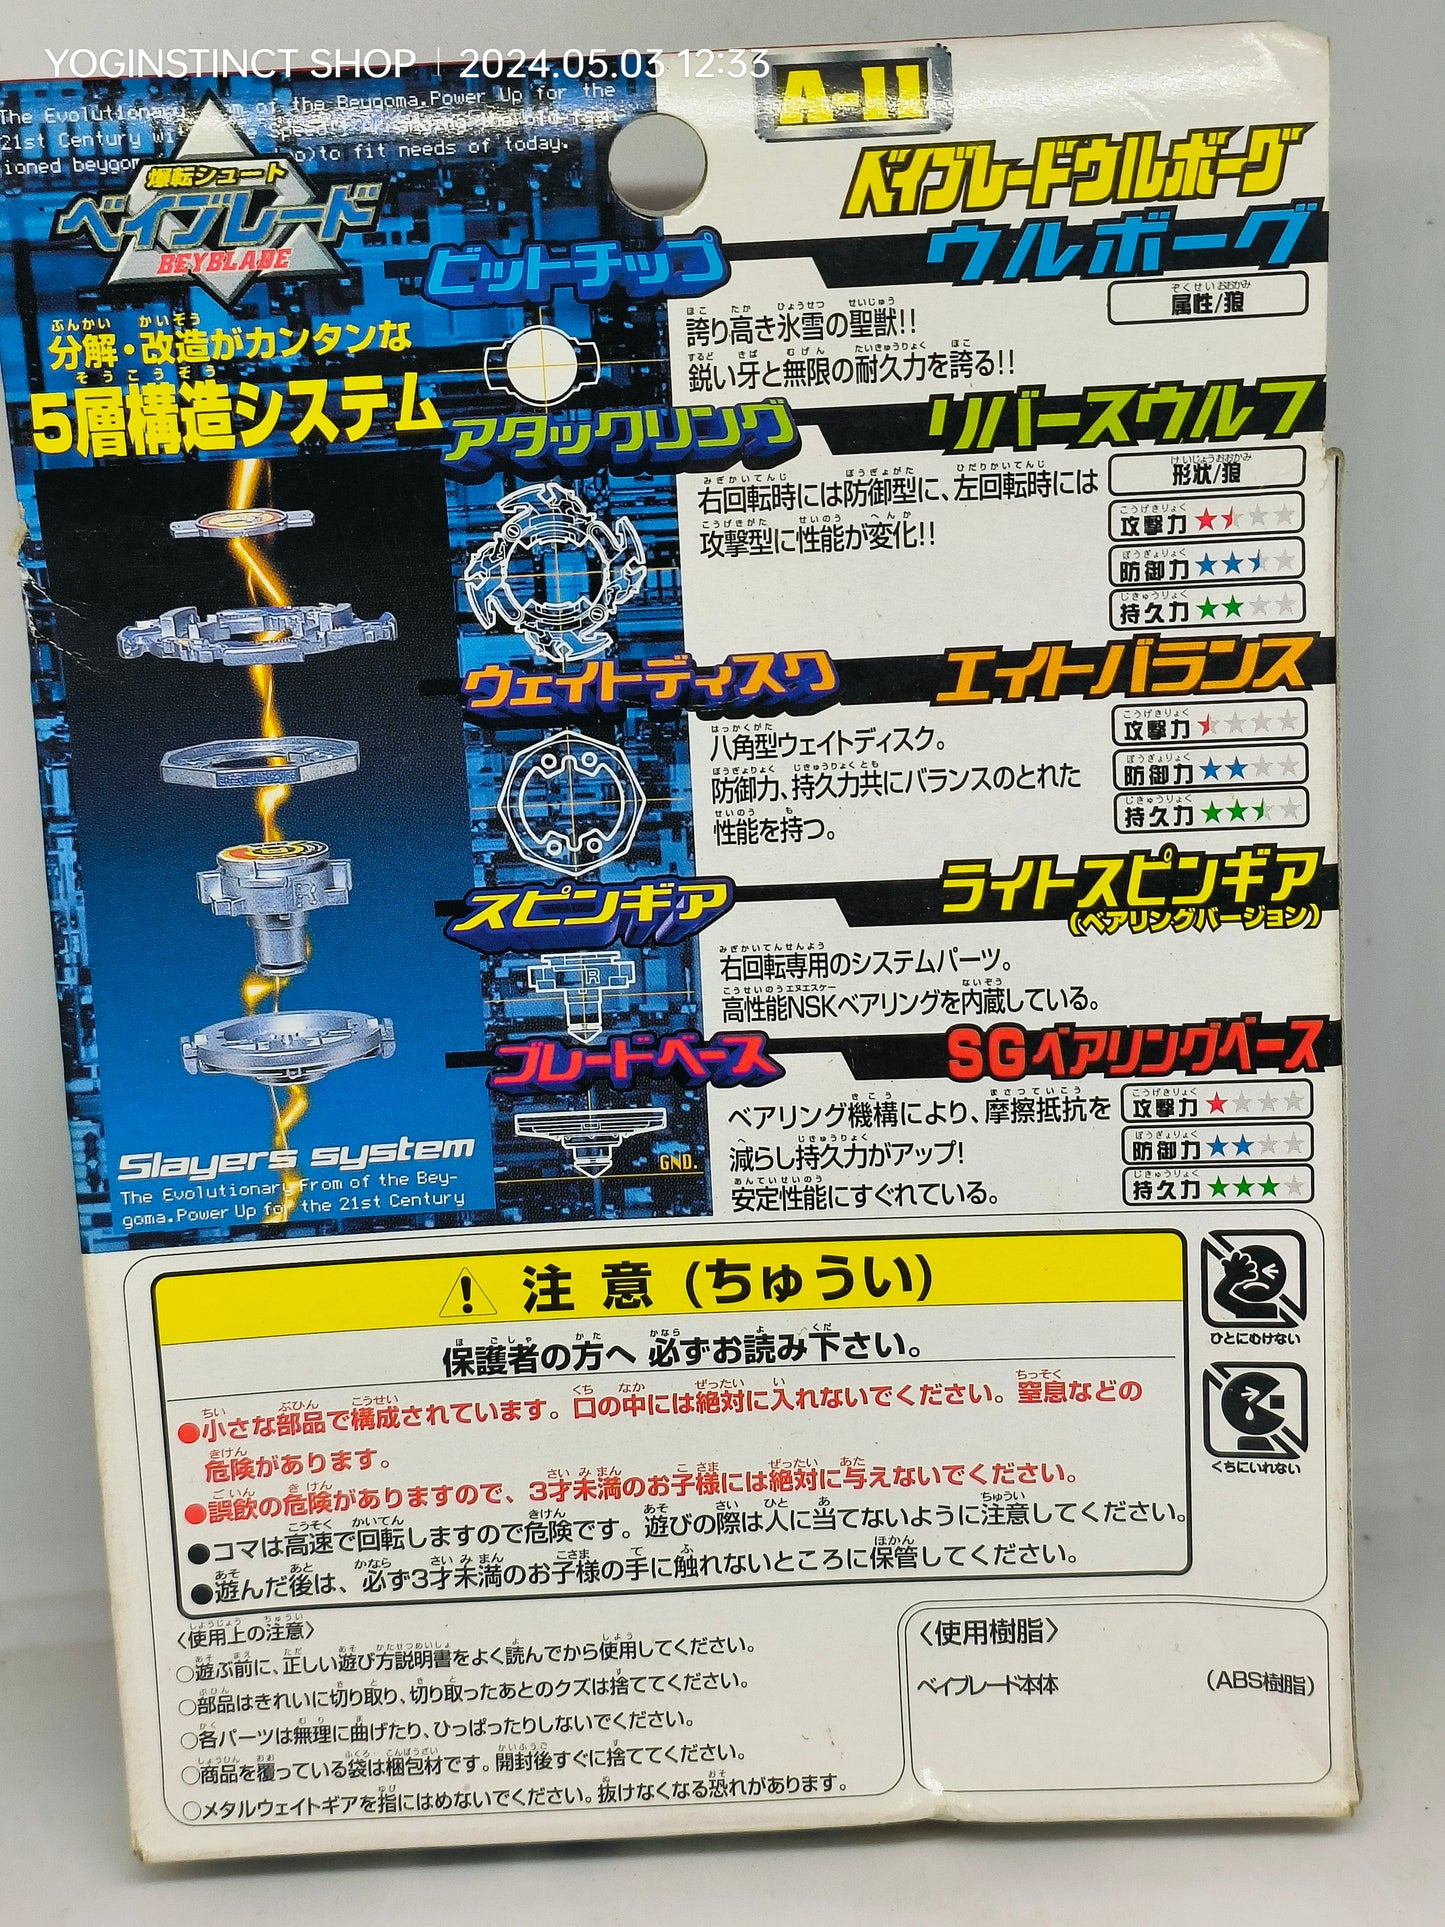 YOGINSTINCT SHOP | 2024.05.03 12:33
A-11
The Evolutionary of the Beygoma.Power Up for the
21st Century
ioned beygo to fit needs of today.
爆転シュート
ベイブレード
BEYBLADE
ベイブレードウルボーグ
分解・改造がカンタンな
5層構造システム
ビットチップ
ウルボーグ
属性/狼
誇り高き氷雪の聖獣!!
鋭い牙と無限の耐久力を誇る!!
アタックリング
リバースウルフ
形状/狼
右回転時には防御型に、左回転時には
攻撃型に性能が変化!!
攻撃力 ★
防御力 ★★
持久力 ★★
ウェイトディスク
エイトバランス
八角型ウェイトディスク。
防御力、持久力共にバランスのとれた
性能を持つ。
攻撃力
防御力 ★★
持久力 ★★
スピンギア
ライトスピンギア
(ベアリングバージョン)
右回転専用のシステムパーツ。
高性能NSKベアリングを内蔵している。
R
ブレードベース
SGベアリングベース
ベアリング機構により、摩擦抵抗を
減らし持久力がアップ!
安定性能にすぐれている。
攻撃力 ★
防御力 ★★
持久力 ★★★
GND.
Slayers system
The Evolutionary From of the Bey-
goma.Power Up for the 21st Century
注意 (ちゅうい)
保護者の方へ 必ずお読み下さい。
●小さな部品で構成されています。口の中には絶対に入れないでください。窒息などの
危険があります。
●誤飲の危険がありますので、3才未満のお子様には絶対に与えないでください。
●コマは高速で回転しますので危険です。遊びの際は人に当てないように注意してください。
●遊んだ後は、必ず3才未満のお子様の手に触れないところに保管してください。
ひとにむけない
くちにいれない
〈使用上の注意〉
○遊ぶ前に、正しい遊び方説明書をよく読んでから使用してください。
○部品はきれいに切り取り、切り取ったあとのクズは捨ててください。
○各パーツは無理に曲げたり、ひっぱったりしないでください。
○商品を覆っている袋は梱包材です。開封後すぐに捨ててください。
○メタルウェイトギアを指にはめないでください。抜けなくなる恐れがあります。
〈使用樹脂〉
ベイブレード本体 (ABS樹脂)